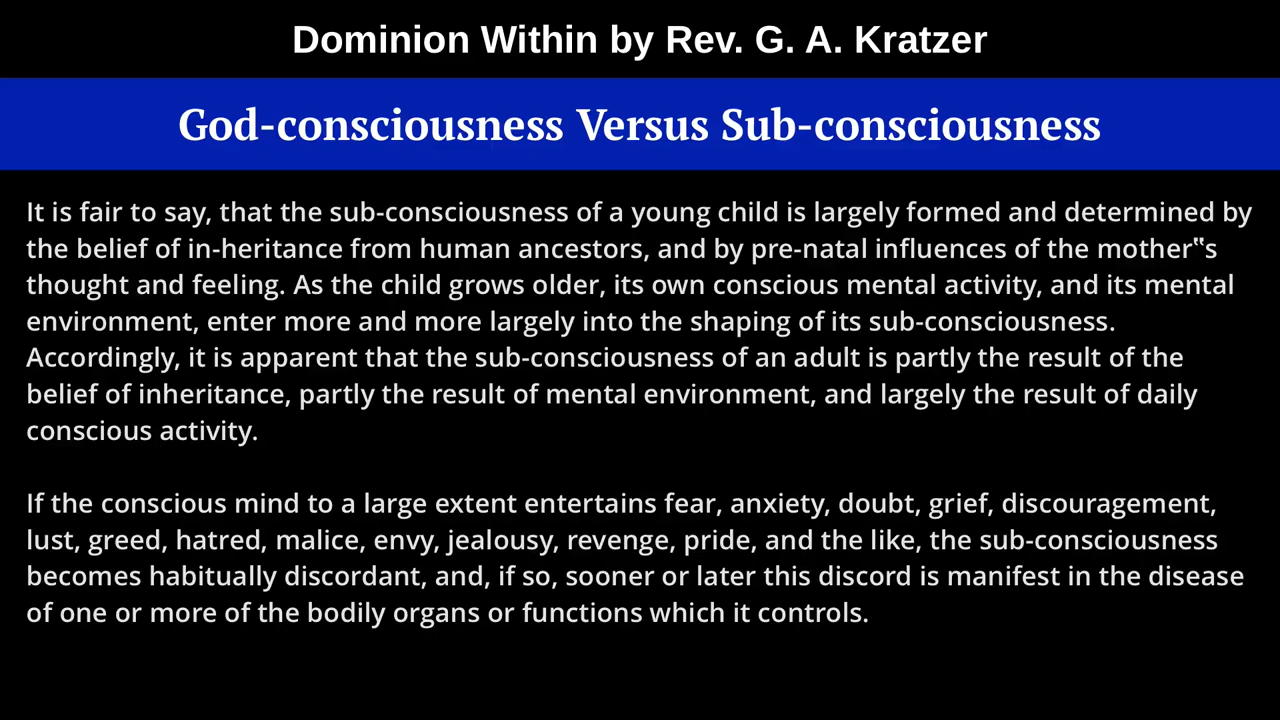 Dominion Within by Rev. G. A. Kratzer
God-consciousness Versus Sub-consciousness
It is fair to say, that the sub-consciousness of a young child is largely formed and determined by
the belief of in-heritance from human ancestors, and by pre-natal influences of the mother‟s
thought and feeling. As the child grows older, its own conscious mental activity, and its mental
environment, enter more and more largely into the shaping of its sub-consciousness.
Accordingly, it is apparent that the sub-consciousness of an adult is partly the result of the
belief of inheritance, partly the result of mental environment, and largely the result of daily
conscious activity.
If the conscious mind to a large extent entertains fear, anxiety, doubt, grief, discouragement,
lust, greed, hatred, malice, envy, jealousy, revenge, pride, and the like, the sub-consciousness
becomes habitually discordant, and, if so, sooner or later this discord is manifest in the disease
of one or more of the bodily organs or functions which it controls.